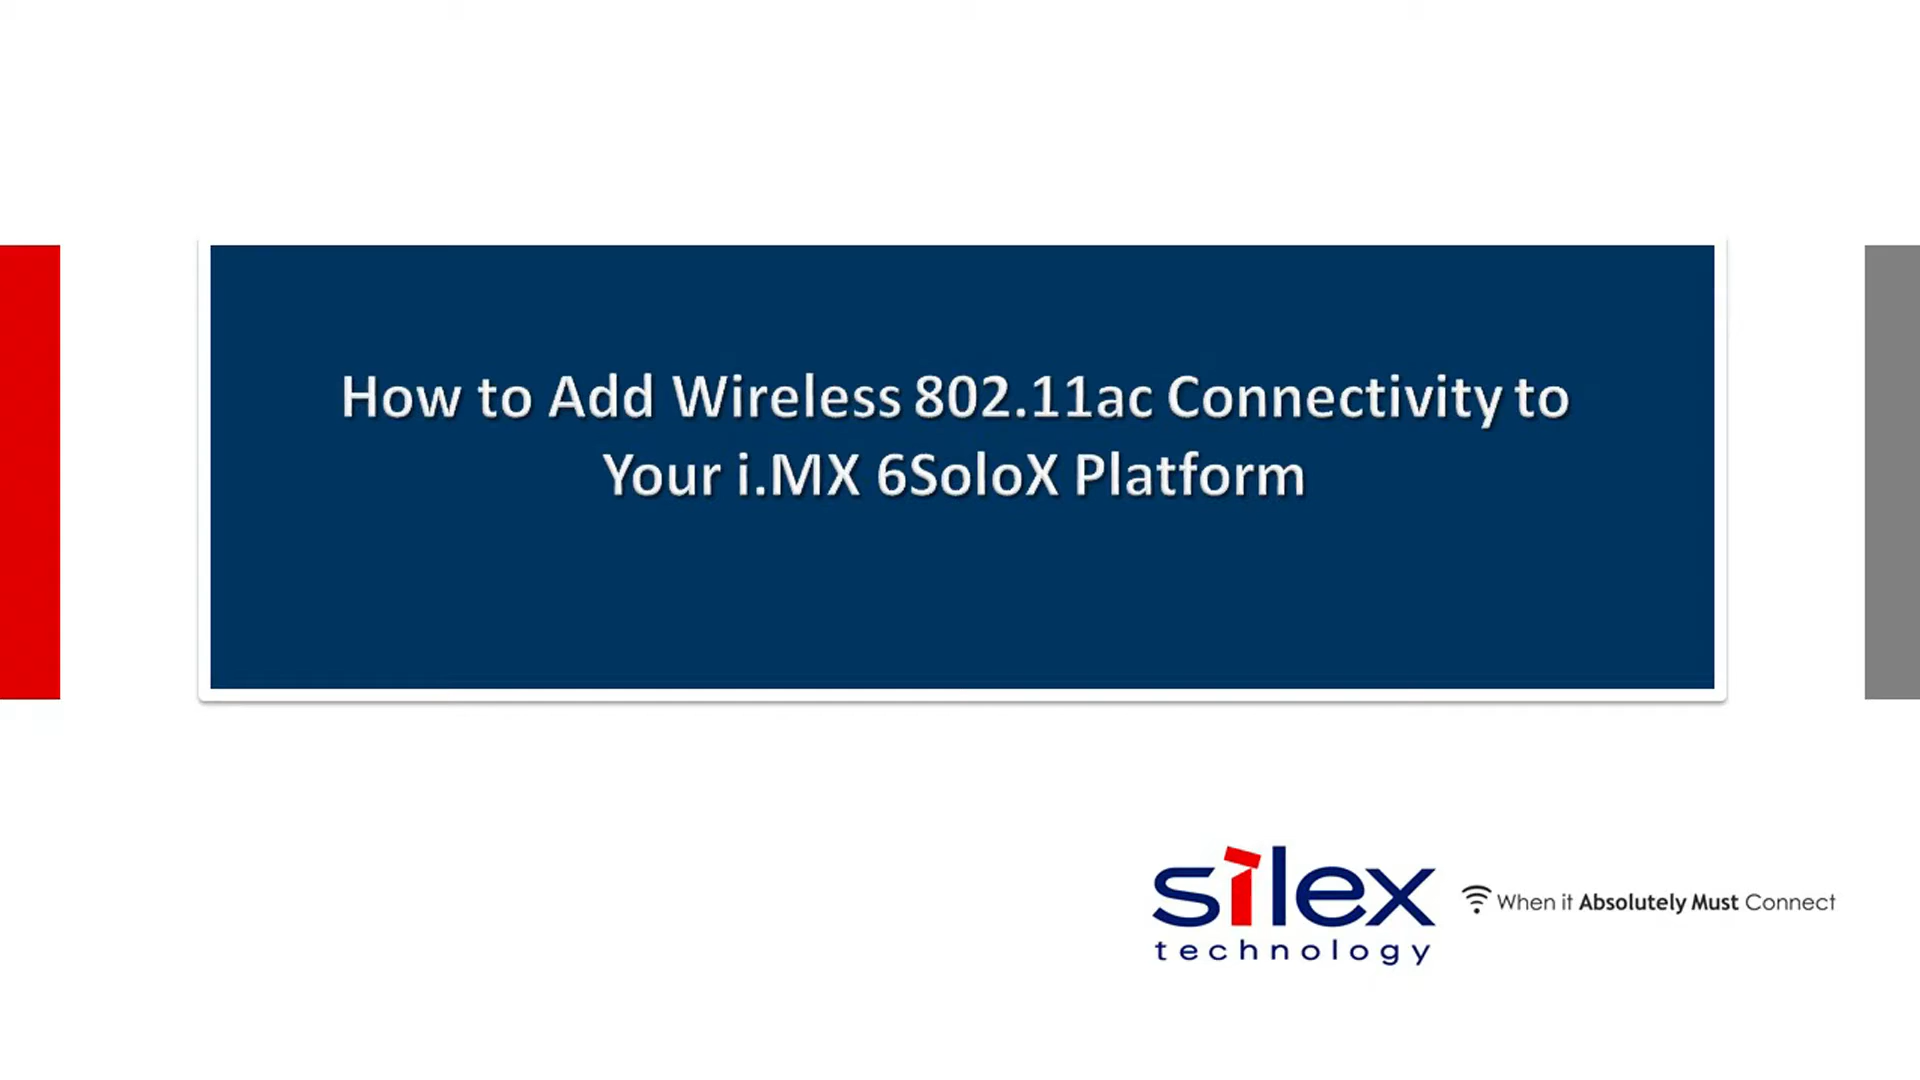 How to Add Wireless 802.11ac Connectivity to
Your i.MX 6SoloX Platform
silex
technology
When it Absolutely Must Connect